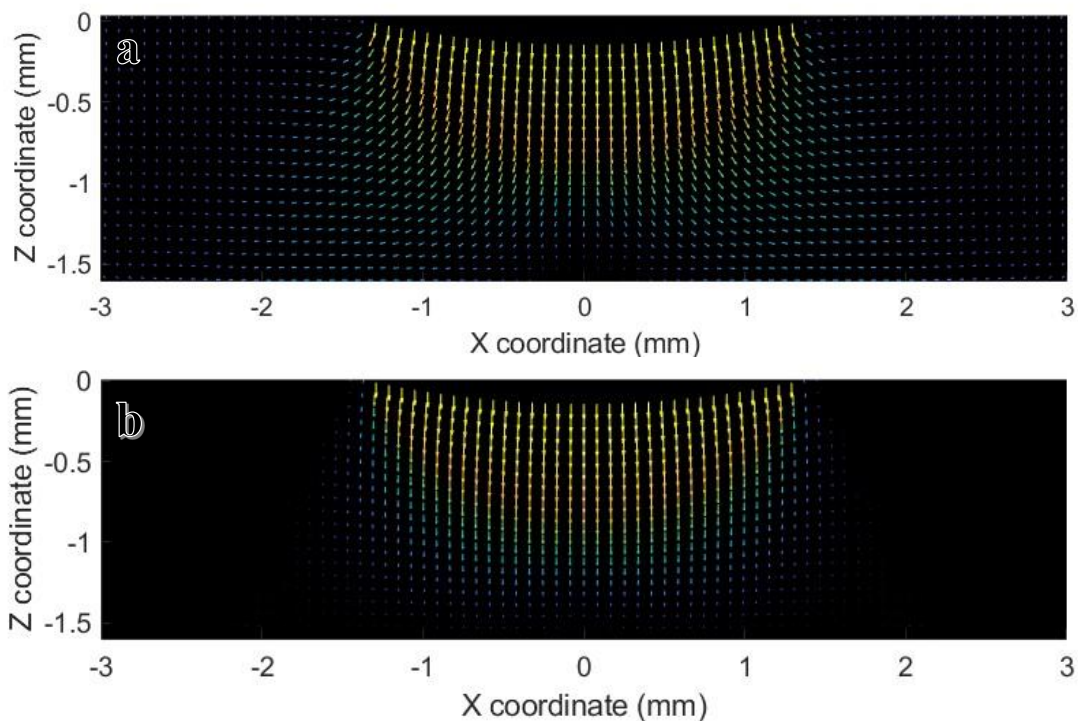 a
0
-0.5
-1
-1.5
Z coordinate (mm)
-3 -2 -1 0 1 2 3
X coordinate (mm)
b
0
-0.5
-1
-1.5
Z coordinate (mm)
-3 -2 -1 0 1 2 3
X coordinate (mm)